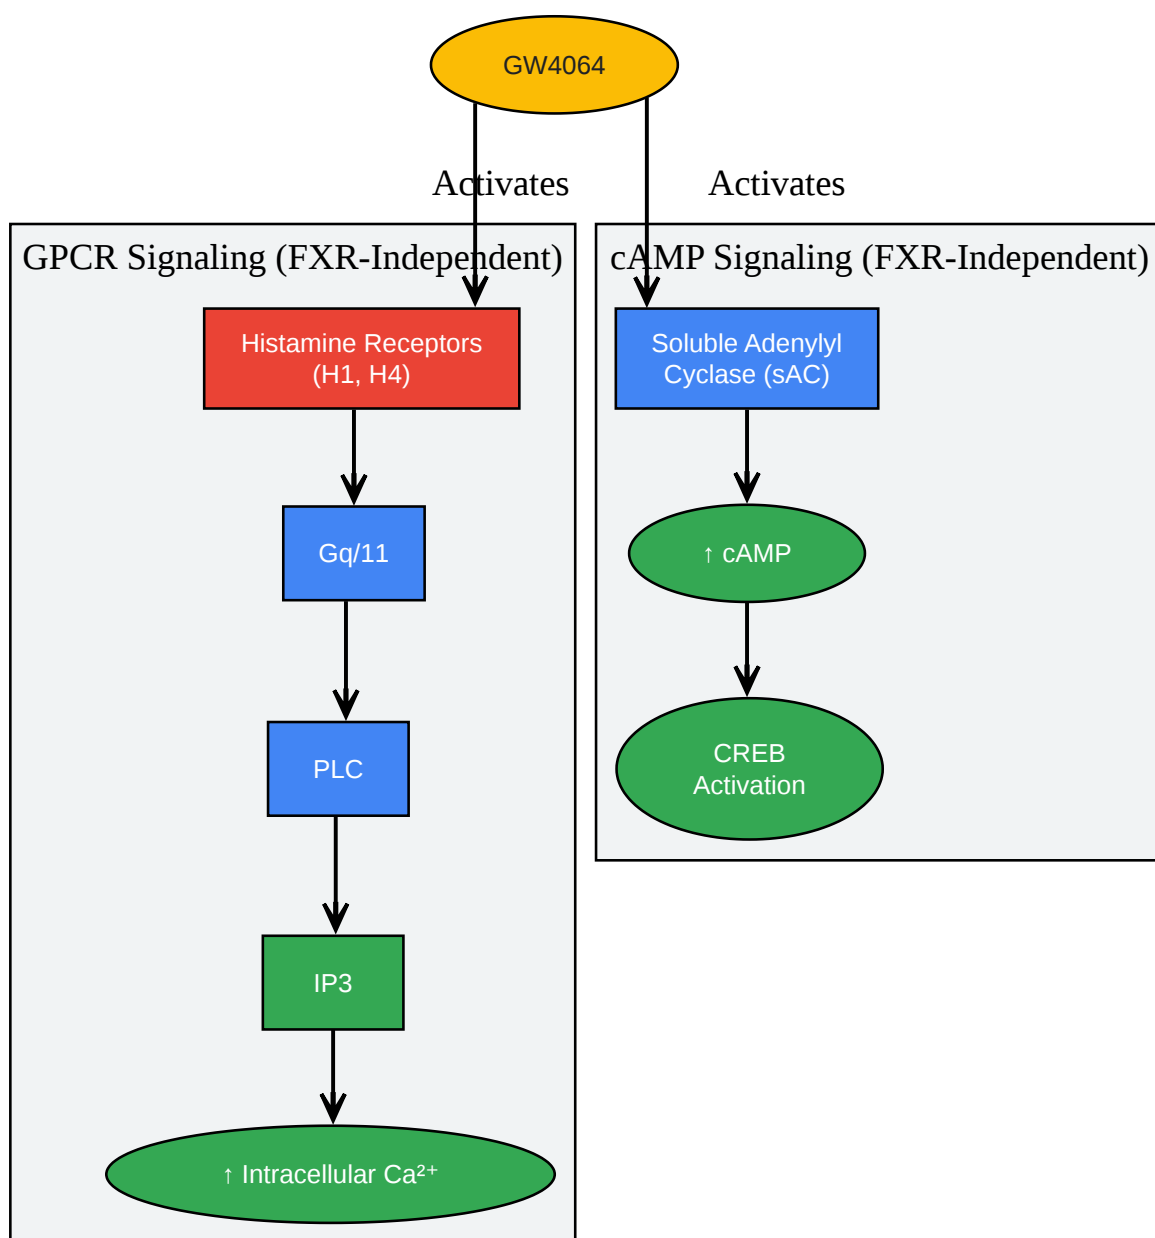 GW4064
Activates
Activates
GPCR Signaling (FXR-Independent)
cAMP Signaling (FXR-Independent)
Histamine Receptors
(H1, H4)
Soluble Adenylyl
Cyclase (sAC)
Gq/11
↑ cAMP
PLC
CREB
Activation
IP3
↑ Intracellular Ca²⁺